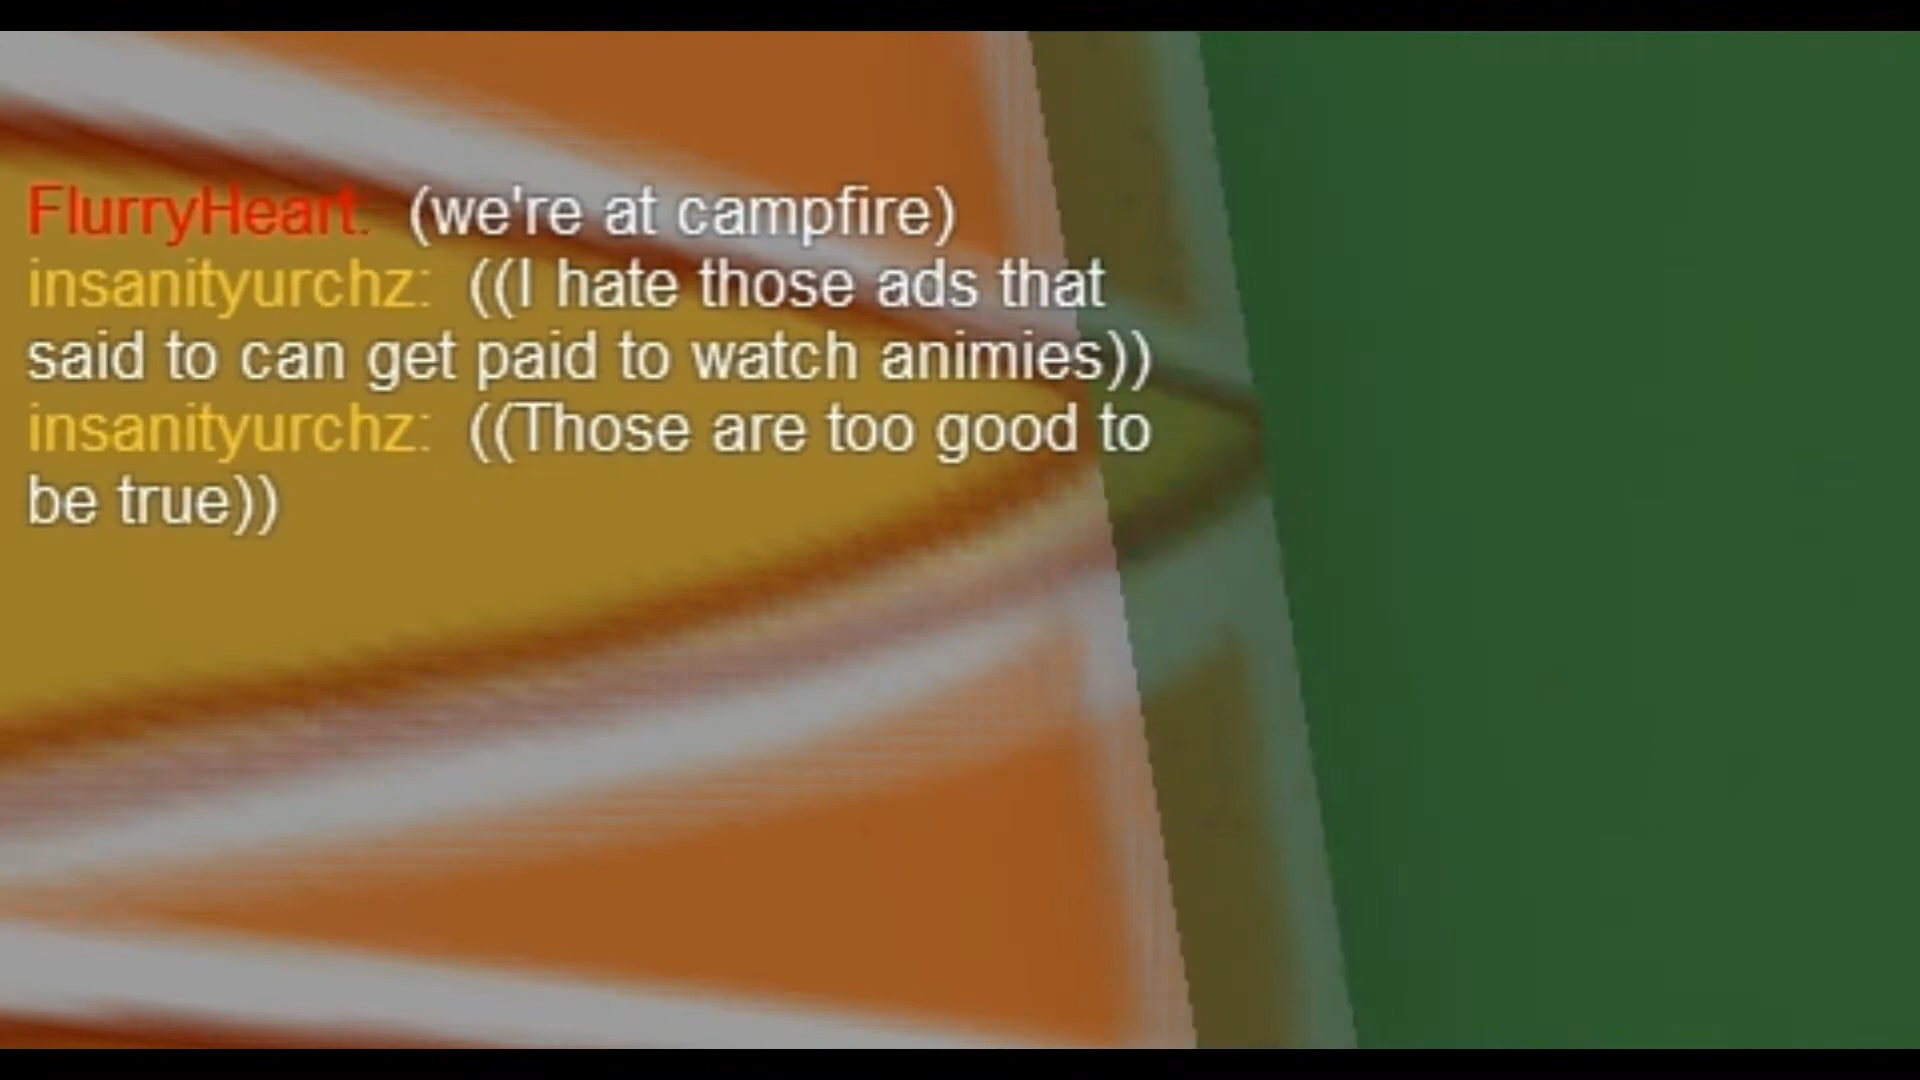 FlurryHeart: (we're at campfire)
insanityurchz: ((I hate those ads that
said to can get paid to watch animies))
insanityurchz: ((Those are too good to
be true))